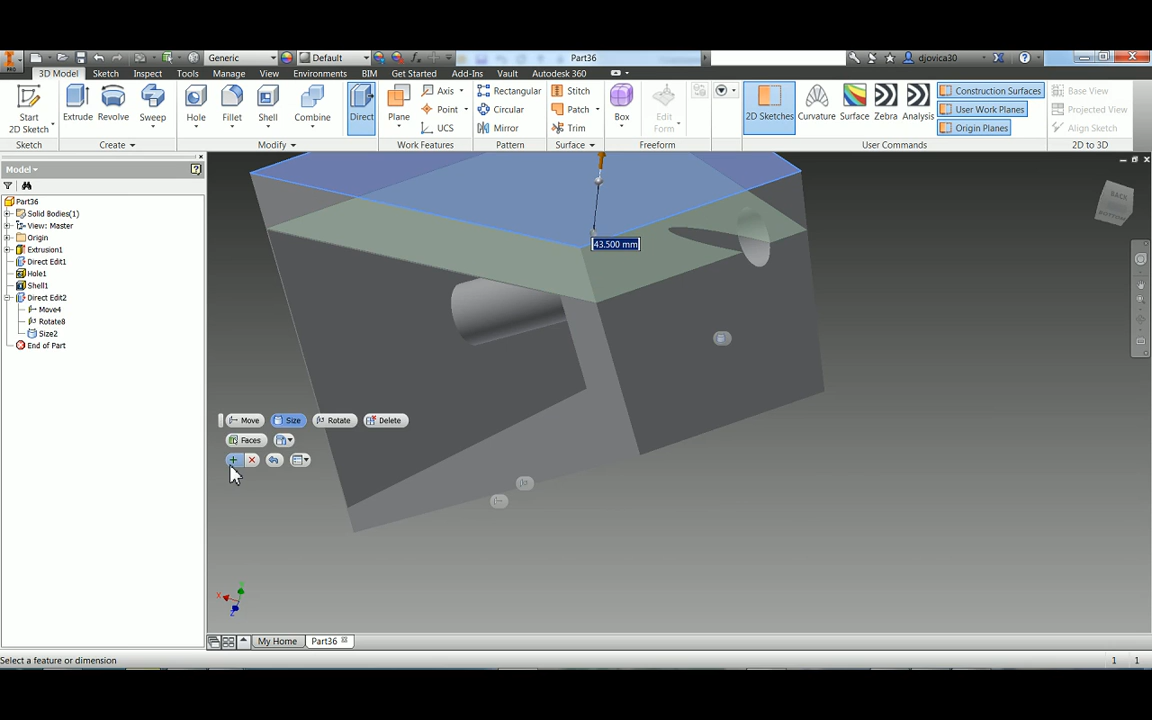 PRO
Generic
Default
Part36
djovica30
3D Model
Sketch
Inspect
Tools
Manage
View
Environments
BIM
Get Started
Add-Ins
Vault
Autodesk 360
Start
2D Sketch
Extrude
Revolve
Sweep
Hole
Fillet
Shell
Combine
Direct
Plane
Axis
Point
UCS
Rectangular
Circular
Mirror
Stitch
Patch
Trim
Box
Edit
Form
2D Sketches
Curvature
Surface
Zebra
Analysis
Construction Surfaces
User Work Planes
Origin Planes
Base View
Projected View
Align Sketch
Sketch
Create
Modify
Work Features
Pattern
Surface
Freeform
User Commands
2D to 3D
Model
Part36
Solid Bodies(1)
View: Master
Origin
Extrusion1
Direct Edit1
Hole1
Shell1
Direct Edit2
Move4
Rotate8
Size2
End of Part
BACK
BOTTOM
43.500 mm
Move
Size
Rotate
Delete
Faces
X
Z
My Home
Part36
Select a feature or dimension
1
1